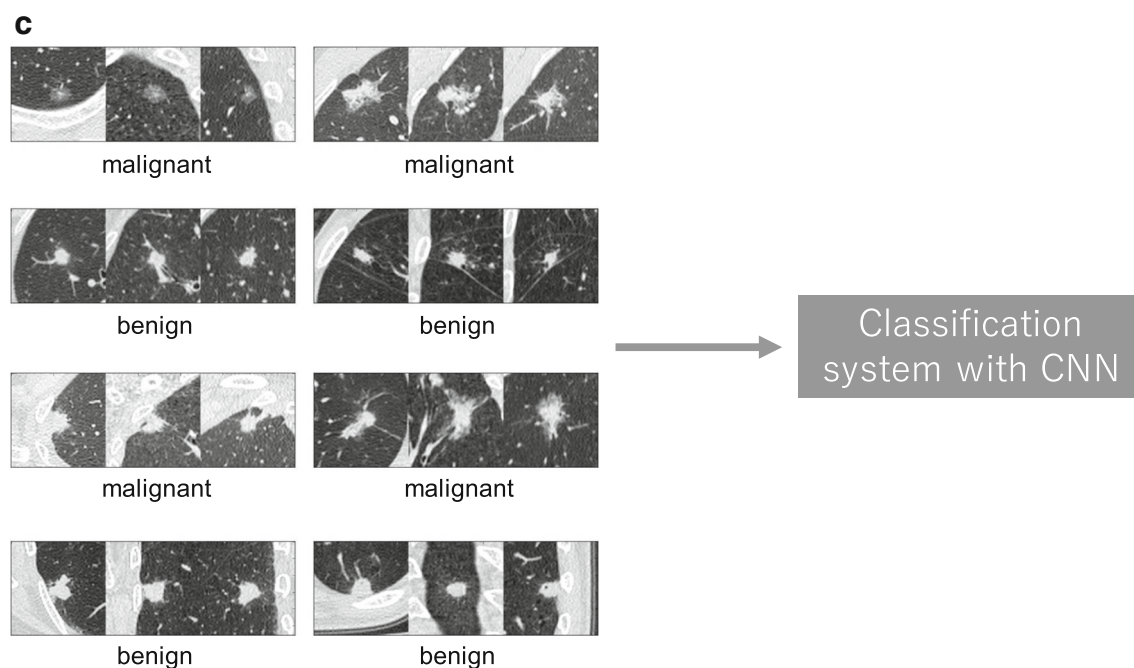 c
malignant
malignant
benign
benign
malignant
malignant
benign
benign
Classification
system with CNN